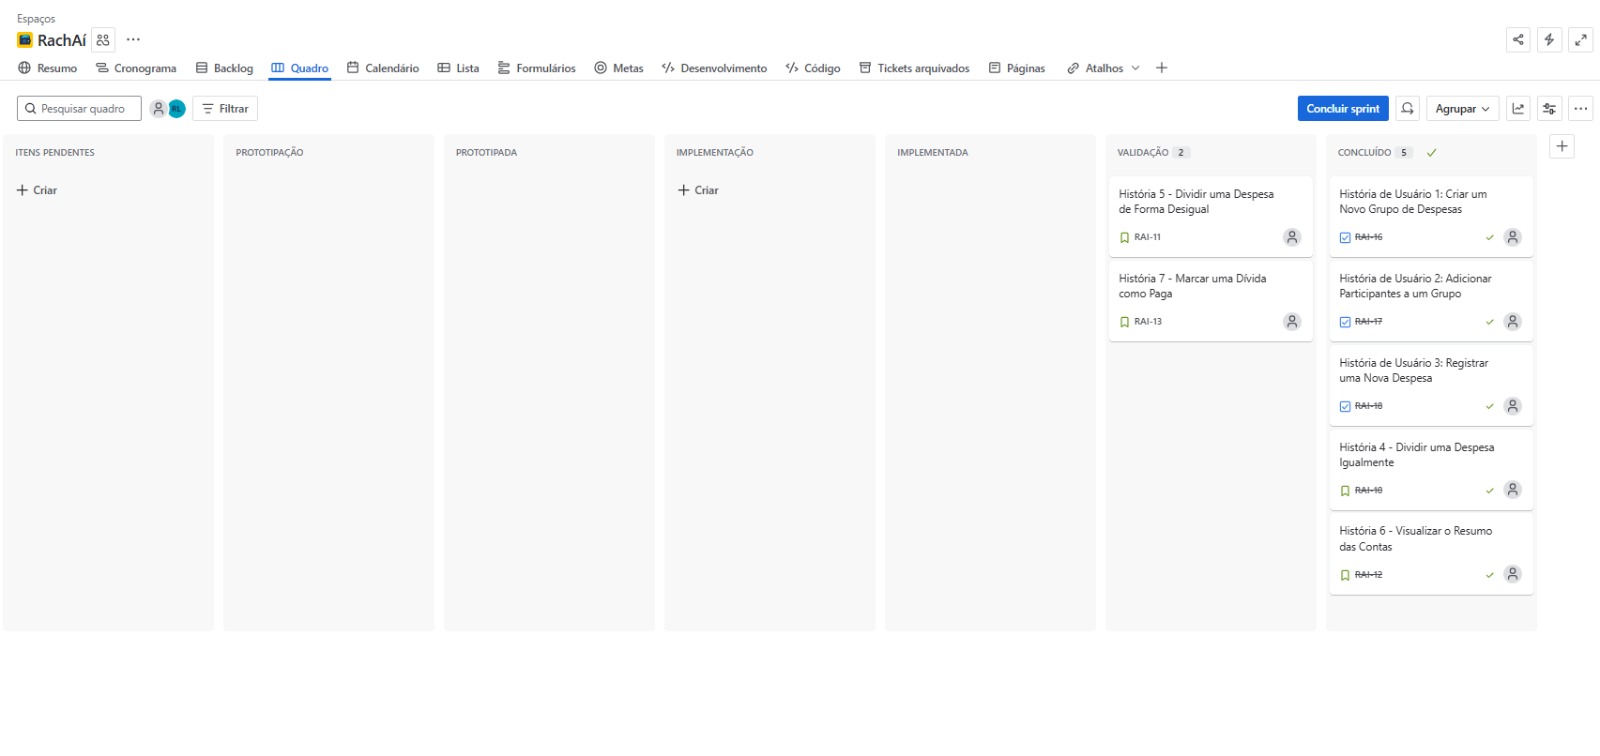 Espaços
RachAí
Resumo Cronograma Backlog Quadro Calendário Lista Formulários Metas Desenvolvimento Código Tickets arquivados Páginas Atalhos
Pesquisar quadro
RL
Filtrar
Concluir sprint
Agrupar
ITENS PENDENTES
Criar
PROTOTIPAÇÃO
PROTOTIPADA
IMPLEMENTAÇÃO
Criar
IMPLEMENTADA
VALIDAÇÃO 2
História 5 - Dividir uma Despesa
de Forma Desigual
RAI-11
História 7 - Marcar uma Dívida
como Paga
RAI-13
CONCLUÍDO 5
História de Usuário 1: Criar um
Novo Grupo de Despesas
RAI-16
História de Usuário 2: Adicionar
Participantes a um Grupo
RAI-17
História de Usuário 3: Registrar
uma Nova Despesa
RAI-18
História 4 - Dividir uma Despesa
Igualmente
RAI-10
História 6 - Visualizar o Resumo
das Contas
RAI-12